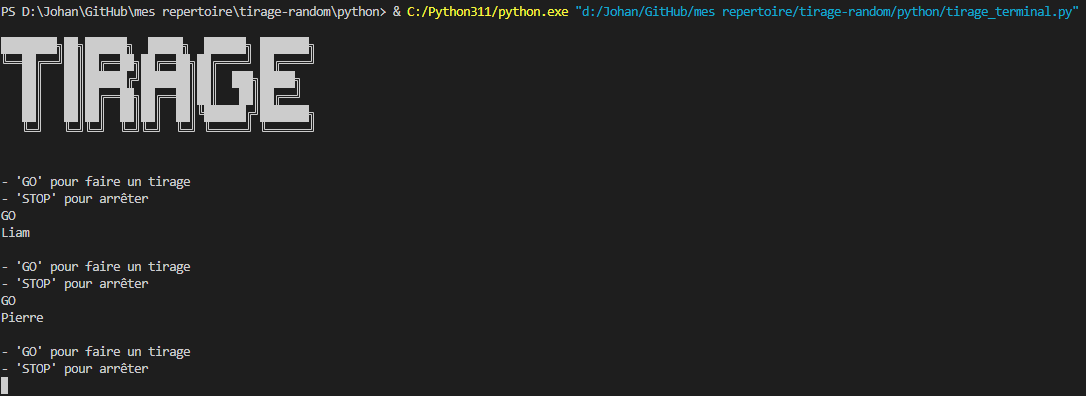 PS D:\Johan\GitHub\mes repertoire\tirage-random\python> & C:/Python311/python.exe "d:/Johan/GitHub/mes repertoire/tirage-random/python/tirage_terminal.py"
TIRAGE
- 'GO' pour faire un tirage
- 'STOP' pour arrêter
GO
Liam
- 'GO' pour faire un tirage
- 'STOP' pour arrêter
GO
Pierre
- 'GO' pour faire un tirage
- 'STOP' pour arrêter